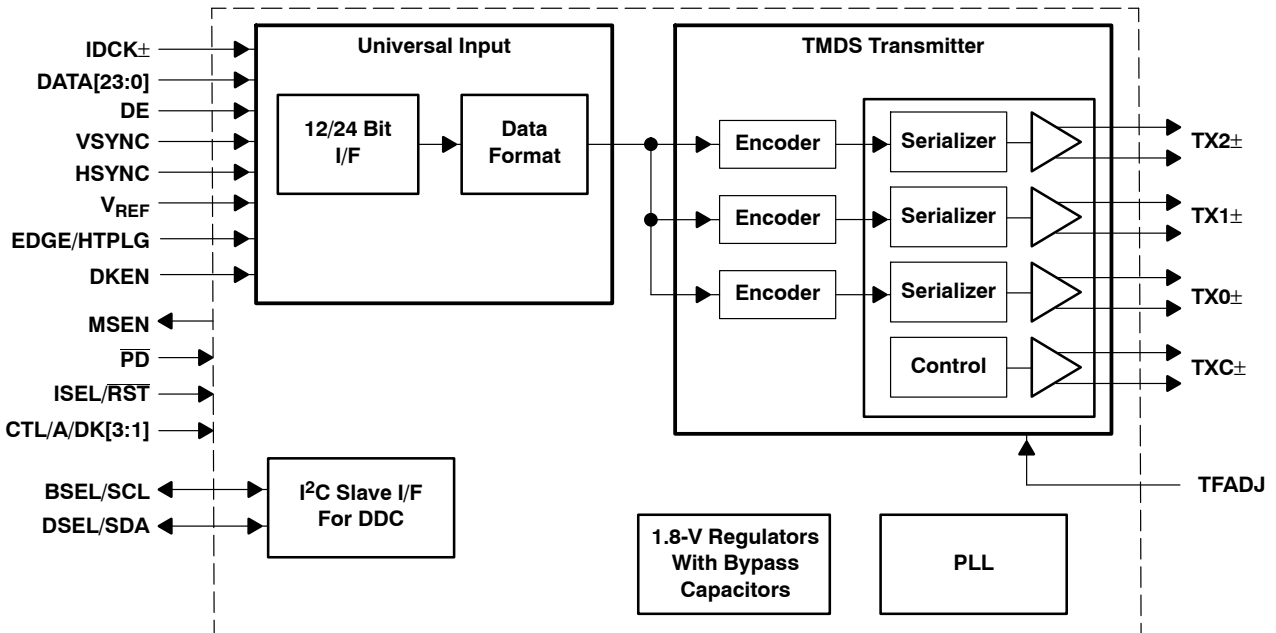 IDCK±
DATA[23:0]
DE
VSYNC
HSYNC
VREF
EDGE/HTPLG
DKEN
MSEN
PD
ISEL/RST
CTL/A/DK[3:1]
BSEL/SCL
DSEL/SDA
Universal Input
12/24 Bit
I/F
Data
Format
I2C Slave I/F
For DDC
TMDS Transmitter
Encoder
Serializer
Encoder
Serializer
Encoder
Serializer
Control
TX2±
TX1±
TX0±
TXC±
TFADJ
1.8-V Regulators
With Bypass
Capacitors
PLL